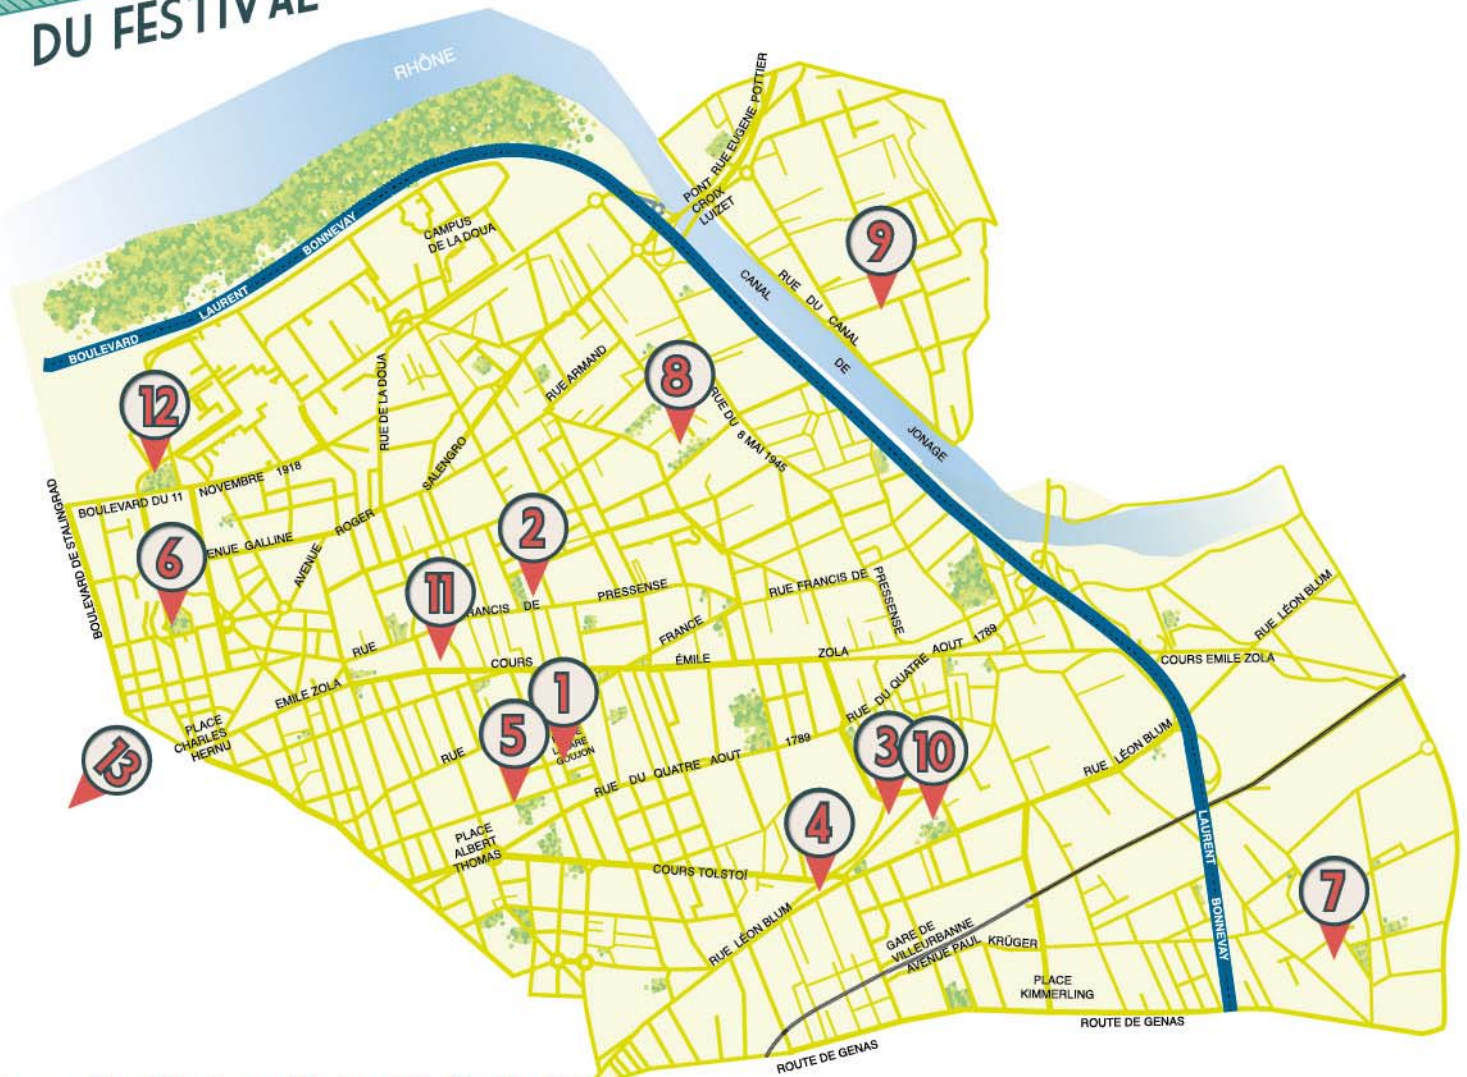 DU FESTIVAL
RHÔNE
PONT RUE EUGENE POTTIER
CROIX
LUIZET
CAMPUS
DE LA DOUA
BOULEVARD LAURENT BONNEVAY
9
CANAL DE JONAGE
RUE DU CANAL
12
RUE DE LA DOUA
RUE ARMAND
8
RUE DU 8 MAI 1945
SALENGRO
BOULEVARD DE STALINGRAD
BOULEVARD DU 11 NOVEMBRE 1918
6
ENUE GALLINE
AVENUE ROGER
2
11
RUE
RANCIS DE PRESSENSE
RUE FRANCIS DE PRESSENSE
FRANCE
COURS ÉMILE ZOLA
EMILE ZOLA
COURS EMILE ZOLA
RUE LÉON BLUM
RUE DU QUATRE AOUT 1789
PLACE
CHARLES
HERNU
13
1
5
RUE
GOUJON
RUE DU QUATRE AOUT 1789
3
10
RUE LÉON BLUM
4
PLACE
ALBERT
THOMAS
COURS TOLSTOÏ
RUE LÉON BLUM
LAURENT BONNEVAY
7
GARE DE
VILLEURBANNE
AVENUE PAUL KRÜGER
PLACE
KIMMERLING
ROUTE DE GENAS
ROUTE DE GENAS